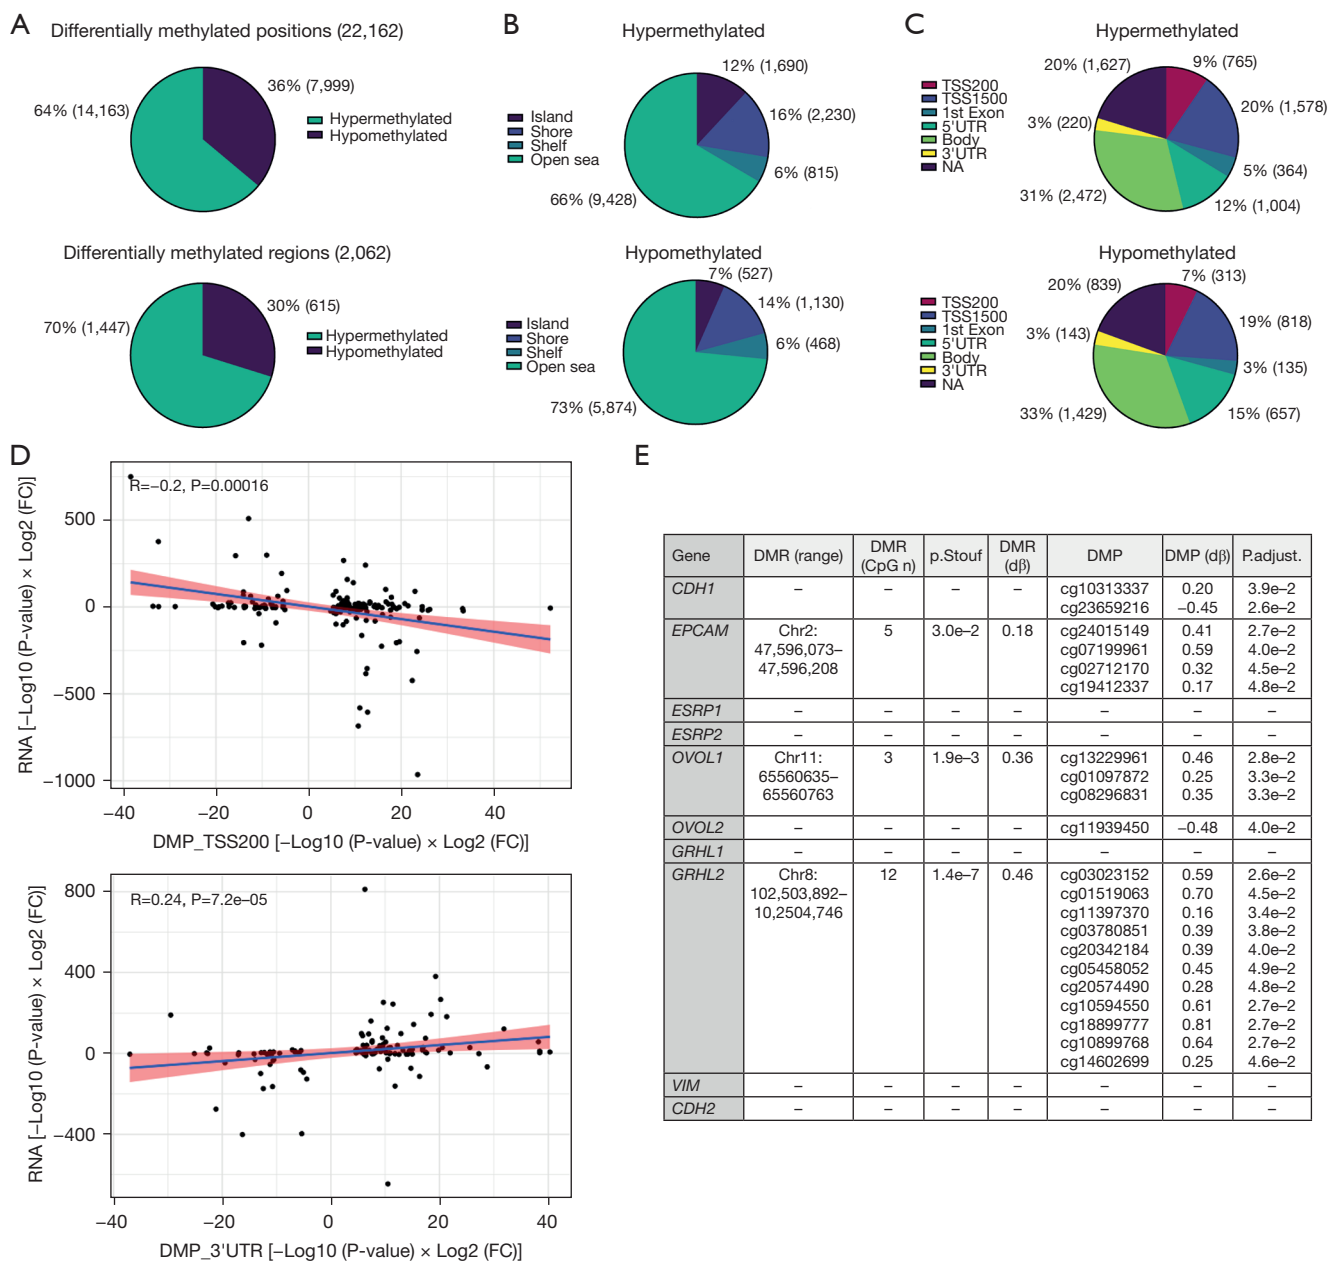 A
Differentially methylated positions (22,162)
36% (7,999)
64% (14,163)
Hypermethylated
Hypomethylated
Differentially methylated regions (2,062)
30% (615)
70% (1,447)
Hypermethylated
Hypomethylated
B
Hypermethylated
12% (1,690)
16% (2,230)
6% (815)
66% (9,428)
Island
Shore
Shelf
Open sea
Hypomethylated
7% (527)
14% (1,130)
6% (468)
73% (5,874)
Island
Shore
Shelf
Open sea
C
Hypermethylated
20% (1,627)
9% (765)
20% (1,578)
3% (220)
5% (364)
31% (2,472)
12% (1,004)
TSS200
TSS1500
1st Exon
5'UTR
Body
3'UTR
NA
Hypomethylated
20% (839)
7% (313)
19% (818)
3% (143)
3% (135)
33% (1,429)
15% (657)
TSS200
TSS1500
1st Exon
5'UTR
Body
3'UTR
NA
D
R=−0.2, P=0.00016
RNA [−Log10 (P-value) × Log2 (FC)]
500
0
−500
−1000
−40 −20 0 20 40
DMP_TSS200 [−Log10 (P-value) × Log2 (FC)]
R=0.24, P=7.2e−05
RNA [−Log10 (P-value) × Log2 (FC)]
800
400
0
−400
−40 −20 0 20 40
DMP_3'UTR [−Log10 (P-value) × Log2 (FC)]
E
Gene DMR (range) DMR (CpG n) p.Stouf DMR (dβ) DMP DMP (dβ) P.adjust.
CDH1 – – – – cg10313337 0.20 3.9e−2
cg23659216 −0.45 2.6e−2
EPCAM Chr2: 5 3.0e−2 0.18 cg24015149 0.41 2.7e−2
47,596,073– cg07199961 0.59 4.0e−2
47,596,208 cg02712170 0.32 4.5e−2
cg19412337 0.17 4.8e−2
ESRP1 – – – – – – –
ESRP2 – – – – – – –
OVOL1 Chr11: 3 1.9e−3 0.36 cg13229961 0.46 2.8e−2
65560635– cg01097872 0.25 3.3e−2
65560763 cg08296831 0.35 3.3e−2
OVOL2 – – – – cg11939450 −0.48 4.0e−2
GRHL1 – – – – – – –
GRHL2 Chr8: 12 1.4e−7 0.46 cg03023152 0.59 2.6e−2
102,503,892– cg01519063 0.70 4.5e−2
10,2504,746 cg11397370 0.16 3.4e−2
cg03780851 0.39 3.8e−2
cg20342184 0.39 4.0e−2
cg05458052 0.45 4.9e−2
cg20574490 0.28 4.8e−2
cg10594550 0.61 2.7e−2
cg18899777 0.81 2.7e−2
cg10899768 0.64 2.7e−2
cg14602699 0.25 4.6e−2
VIM – – – – – – –
CDH2 – – – – – – –